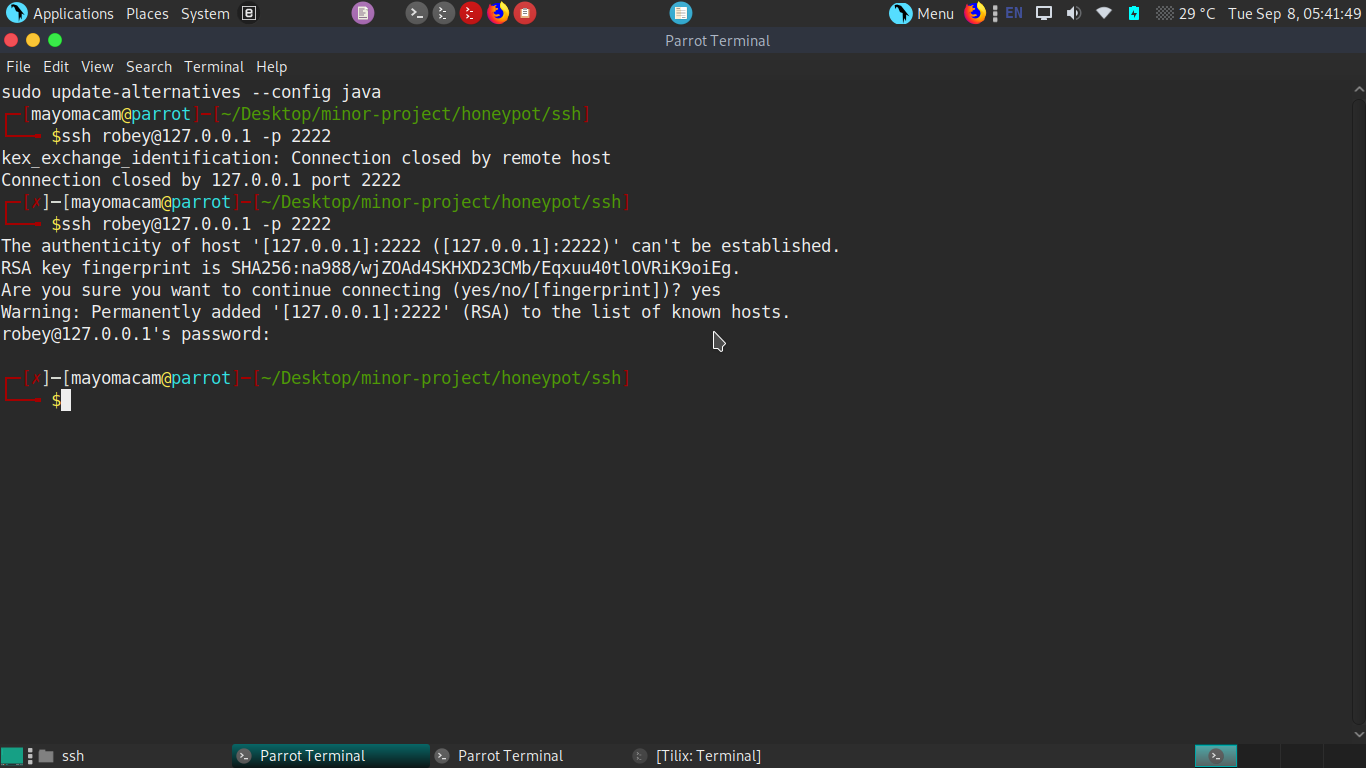 Applications Places System
Menu
EN
29 °C
Tue Sep 8, 05:41:49
Parrot Terminal
File Edit View Search Terminal Help
sudo update-alternatives --config java
┌─[mayomacam@parrot]─[~/Desktop/minor-project/honeypot/ssh]
└──╼ $ssh robey@127.0.0.1 -p 2222
kex_exchange_identification: Connection closed by remote host
Connection closed by 127.0.0.1 port 2222
┌─[✗]─[mayomacam@parrot]─[~/Desktop/minor-project/honeypot/ssh]
└──╼ $ssh robey@127.0.0.1 -p 2222
The authenticity of host '[127.0.0.1]:2222 ([127.0.0.1]:2222)' can't be established.
RSA key fingerprint is SHA256:na988/wjZOAd4SKHXD23CMb/Eqxuu40tlOVRiK9oiEg.
Are you sure you want to continue connecting (yes/no/[fingerprint])? yes
Warning: Permanently added '[127.0.0.1]:2222' (RSA) to the list of known hosts.
robey@127.0.0.1's password:
┌─[✗]─[mayomacam@parrot]─[~/Desktop/minor-project/honeypot/ssh]
└──╼ $
ssh
Parrot Terminal
Parrot Terminal
[Tilix: Terminal]